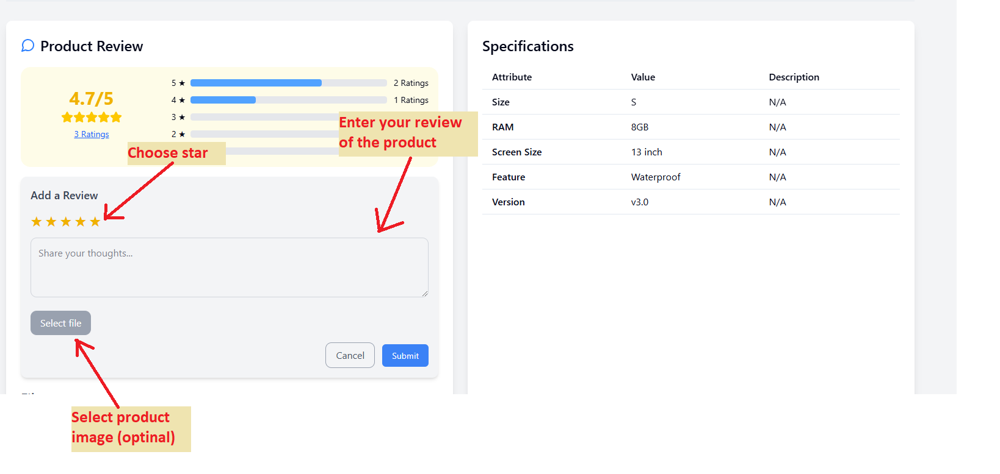 Product Review
4.7/5
3 Ratings
5 ★ 2 Ratings
4 ★ 1 Ratings
3 ★
2 ★
Choose star
Enter your review
of the product
Add a Review
★ ★ ★ ★ ★
Share your thoughts...
Select file
Cancel
Submit
Select product
image (optinal)
Specifications
Attribute Value Description
Size S N/A
RAM 8GB N/A
Screen Size 13 inch N/A
Feature Waterproof N/A
Version v3.0 N/A